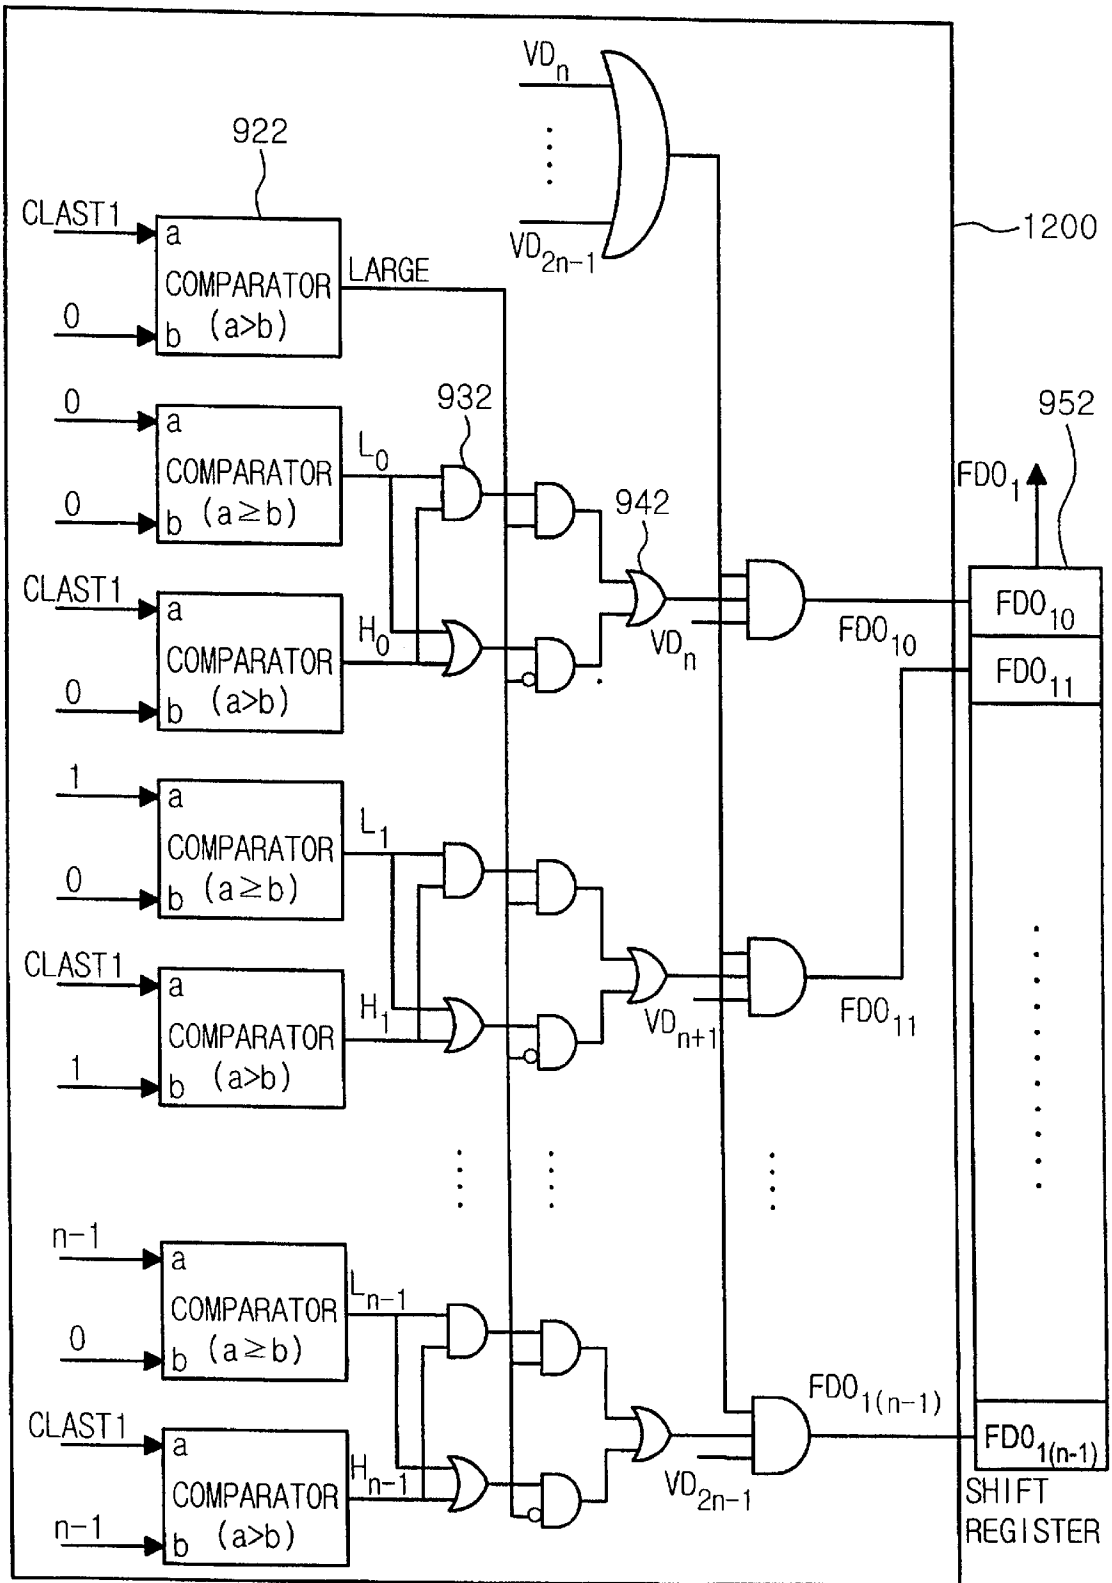 VDn
VD2n-1
922
CLAST1
a
COMPARATOR
(a>b)
0
b
LARGE
1200
0
a
COMPARATOR
(a≥b)
0
b
L0
932
942
952
FDO1
CLAST1
a
COMPARATOR
(a>b)
0
b
H0
VDn
FDO10
FDO10
FDO11
1
a
COMPARATOR
(a≥b)
0
b
L1
CLAST1
a
COMPARATOR
(a>b)
1
b
H1
VDn+1
FDO11
n-1
a
COMPARATOR
(a≥b)
0
b
Ln-1
CLAST1
a
COMPARATOR
(a>b)
n-1
b
Hn-1
VD2n-1
FDO1(n-1)
FDO1(n-1)
SHIFT
REGISTER